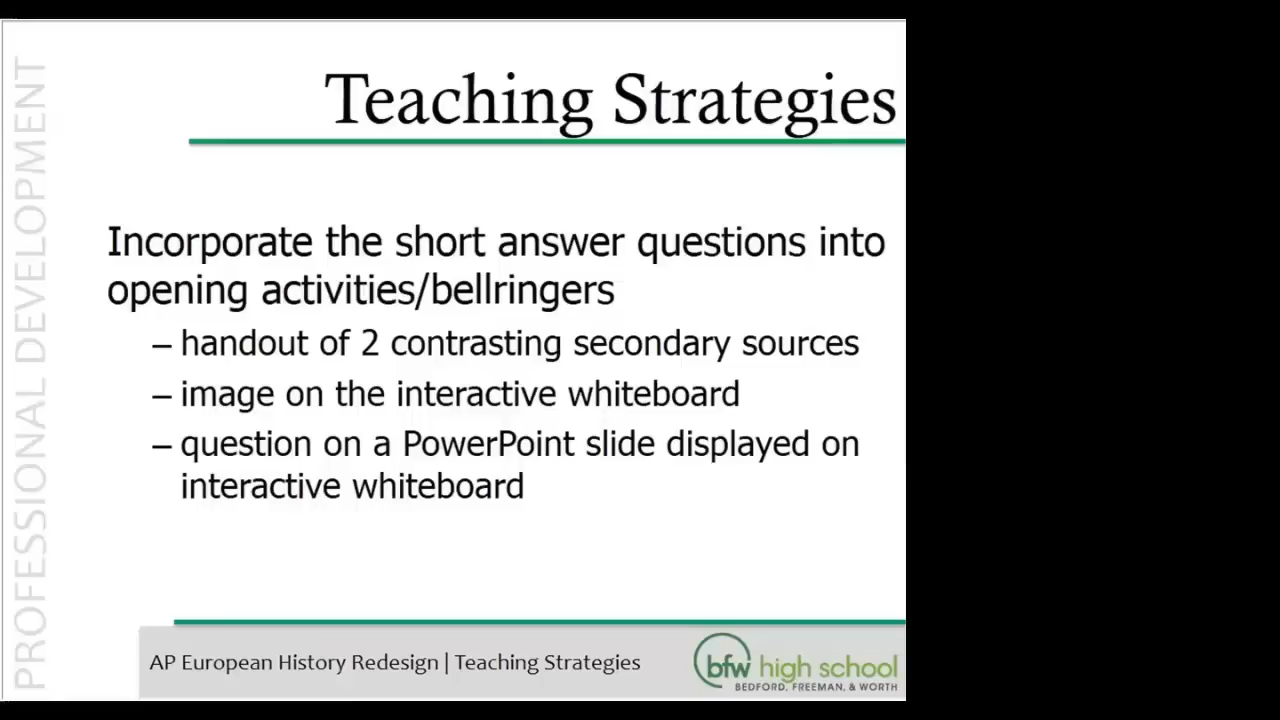 PROFESSIONAL DEVELOPMENT
Teaching Strategies
Incorporate the short answer questions into
opening activities/bellringers
– handout of 2 contrasting secondary sources
– image on the interactive whiteboard
– question on a PowerPoint slide displayed on
interactive whiteboard
AP European History Redesign | Teaching Strategies
bfw high school
BEDFORD, FREEMAN, & WORTH